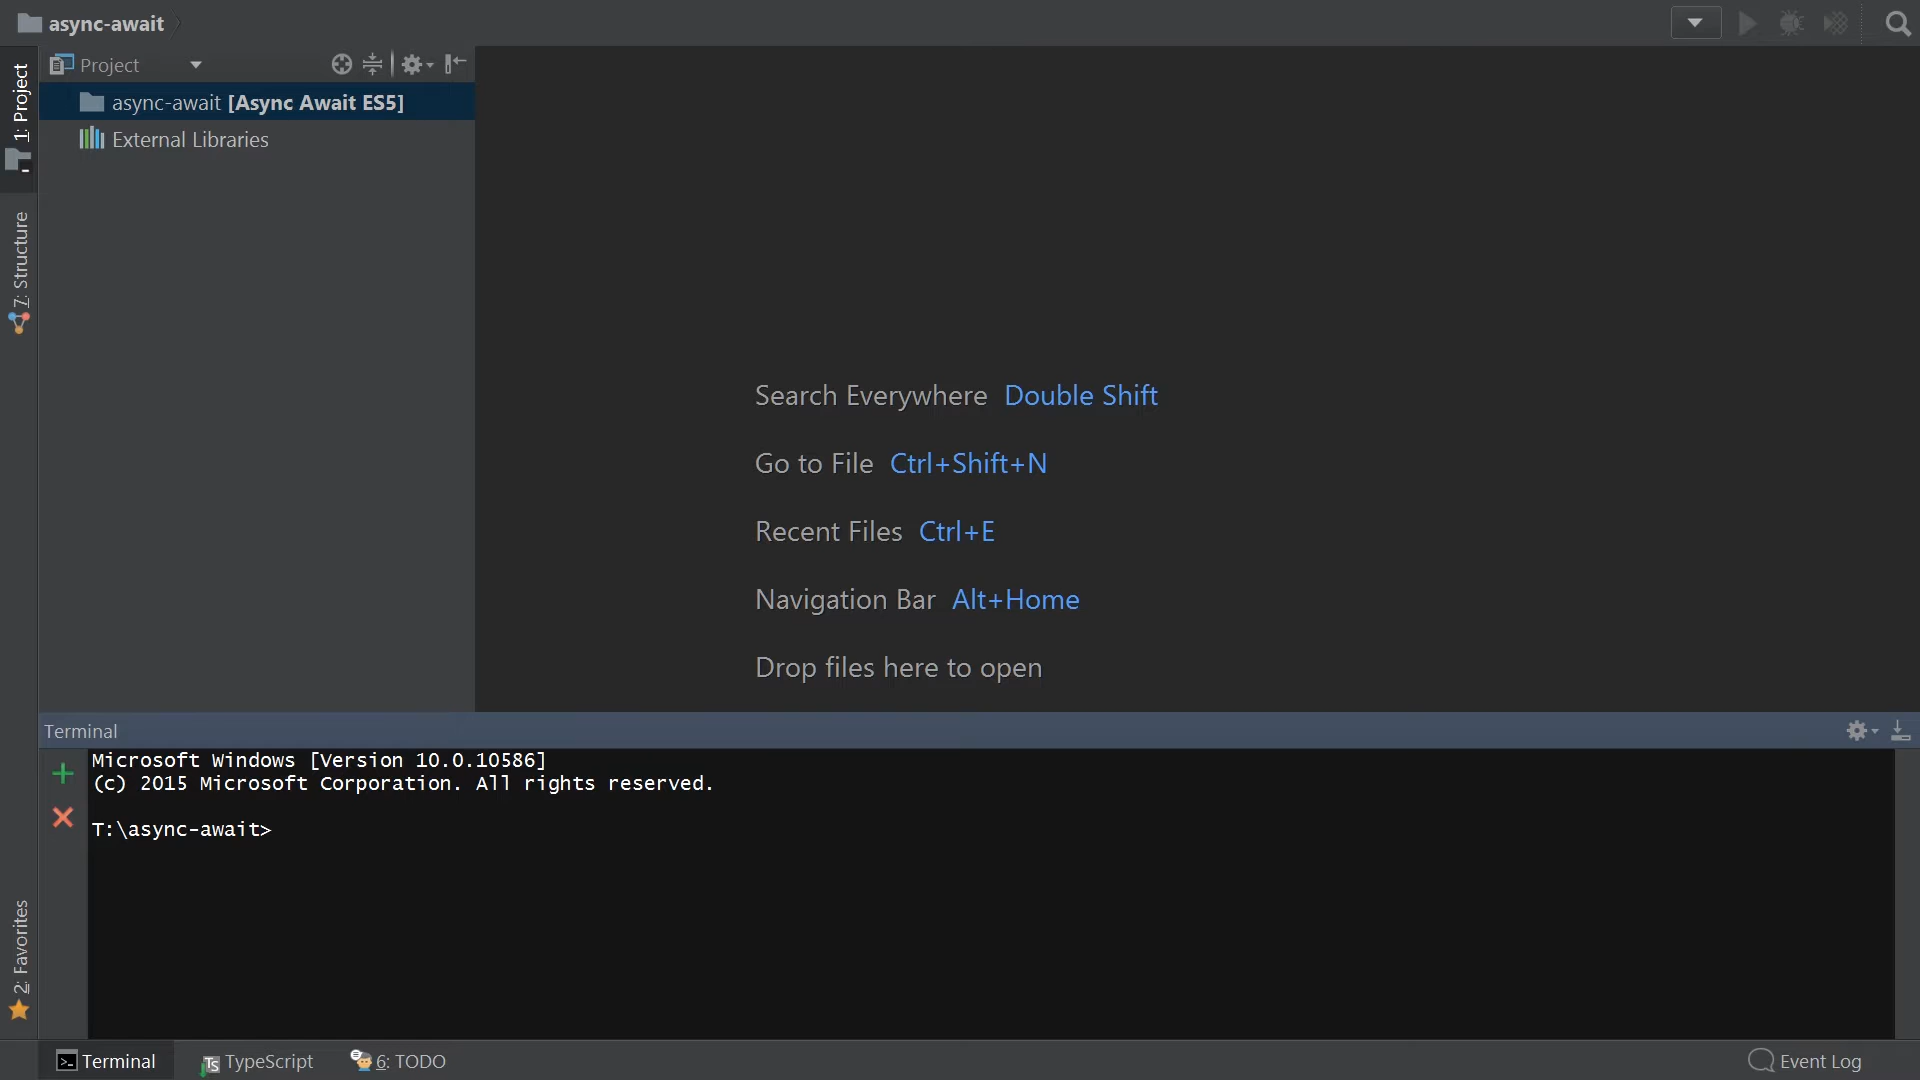 async-await
Project
async-await [Async Await ES5]
External Libraries
1: Project
7: Structure
2: Favorites
Search Everywhere Double Shift
Go to File Ctrl+Shift+N
Recent Files Ctrl+E
Navigation Bar Alt+Home
Drop files here to open
Terminal
Microsoft Windows [Version 10.0.10586]
(c) 2015 Microsoft Corporation. All rights reserved.
T:\async-await>
Terminal
TS TypeScript
6: TODO
Event Log